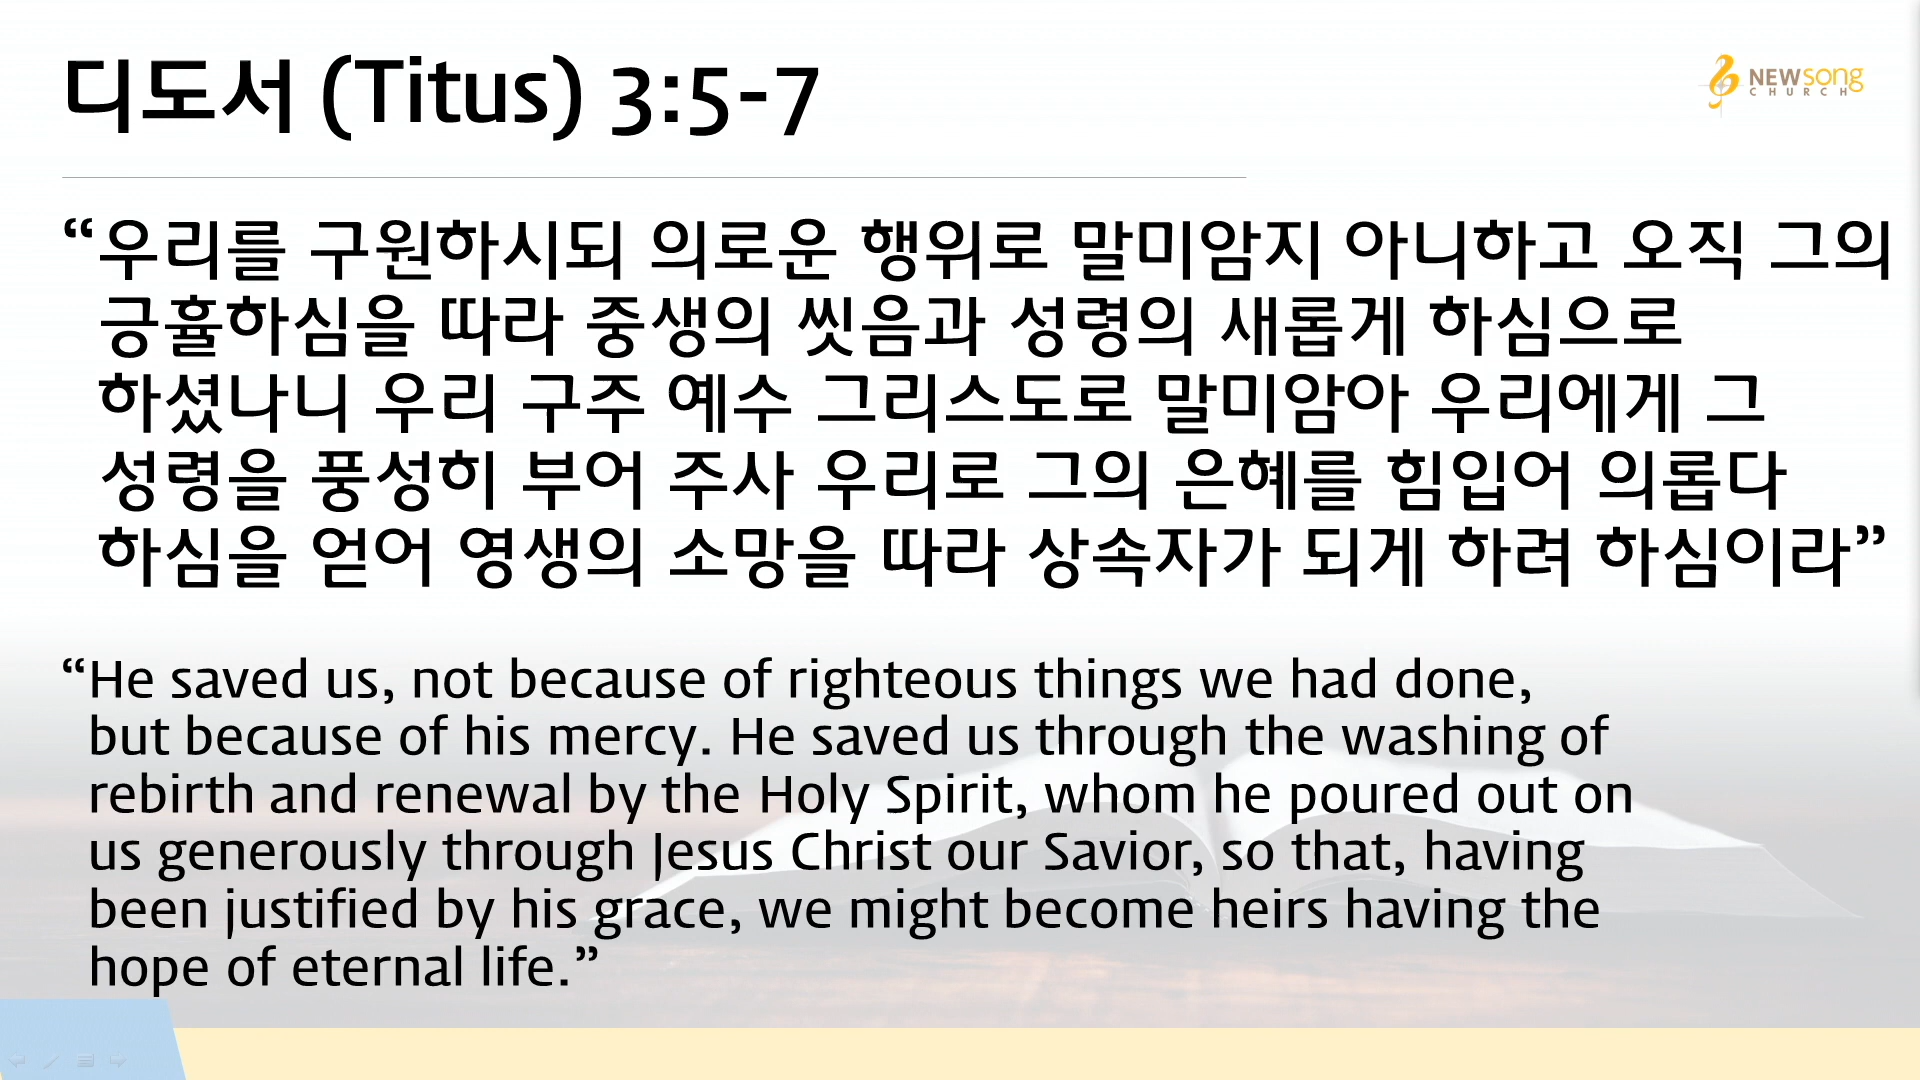 디도서 (Titus) 3:5-7
NEWsong
CHURCH
“우리를 구원하시되 의로운 행위로 말미암지 아니하고 오직 그의
긍휼하심을 따라 중생의 씻음과 성령의 새롭게 하심으로
하셨나니 우리 구주 예수 그리스도로 말미암아 우리에게 그
성령을 풍성히 부어 주사 우리로 그의 은혜를 힘입어 의롭다
하심을 얻어 영생의 소망을 따라 상속자가 되게 하려 하심이라”
“He saved us, not because of righteous things we had done,
but because of his mercy. He saved us through the washing of
rebirth and renewal by the Holy Spirit, whom he poured out on
us generously through Jesus Christ our Savior, so that, having
been justified by his grace, we might become heirs having the
hope of eternal life.”